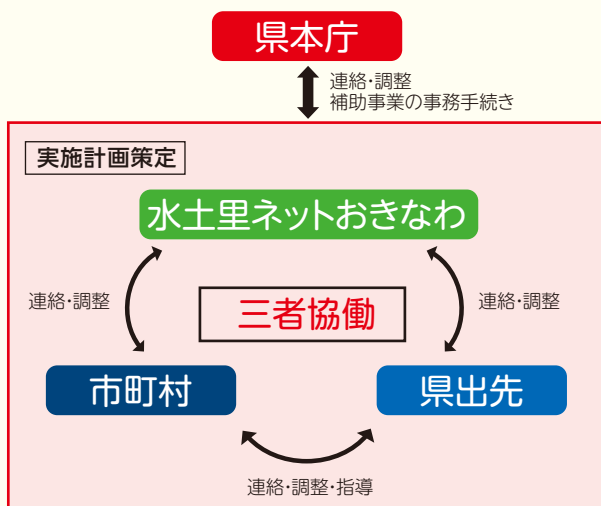 県本庁
連絡・調整
補助事業の事務手続き
実施計画策定
水土里ネットおきなわ
連絡・調整
三者協働
連絡・調整
市町村
県出先
連絡・調整・指導